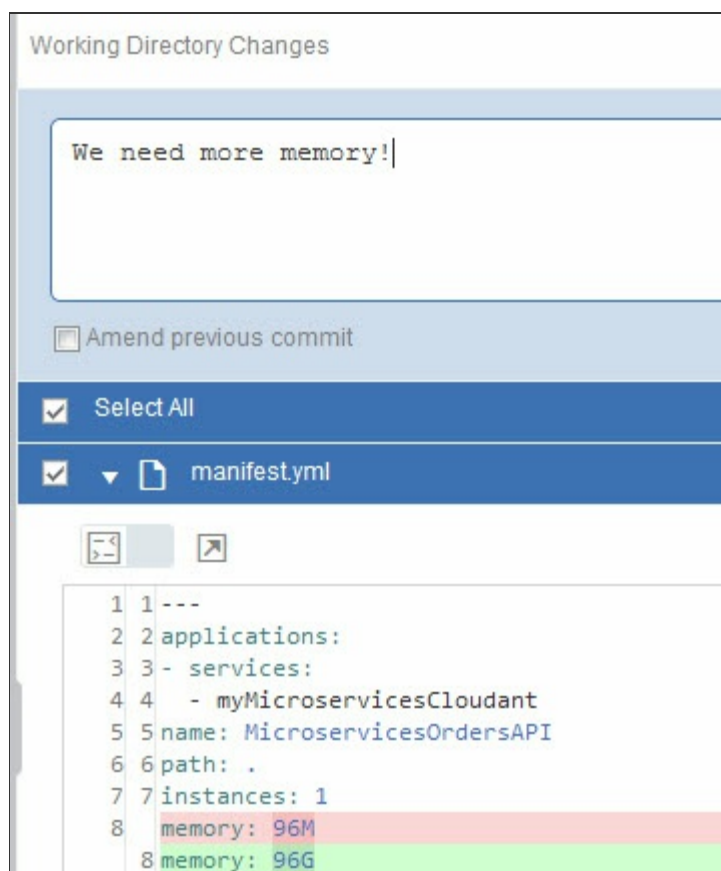 Working Directory Changes
We need more memory!
Amend previous commit
Select All
manifest.yml
1 1 ---
2 2 applications:
3 3 - services:
4 4   - myMicroservicesCloudant
5 5 name: MicroservicesOrdersAPI
6 6 path: .
7 7 instances: 1
8 memory: 96M
8 memory: 96G